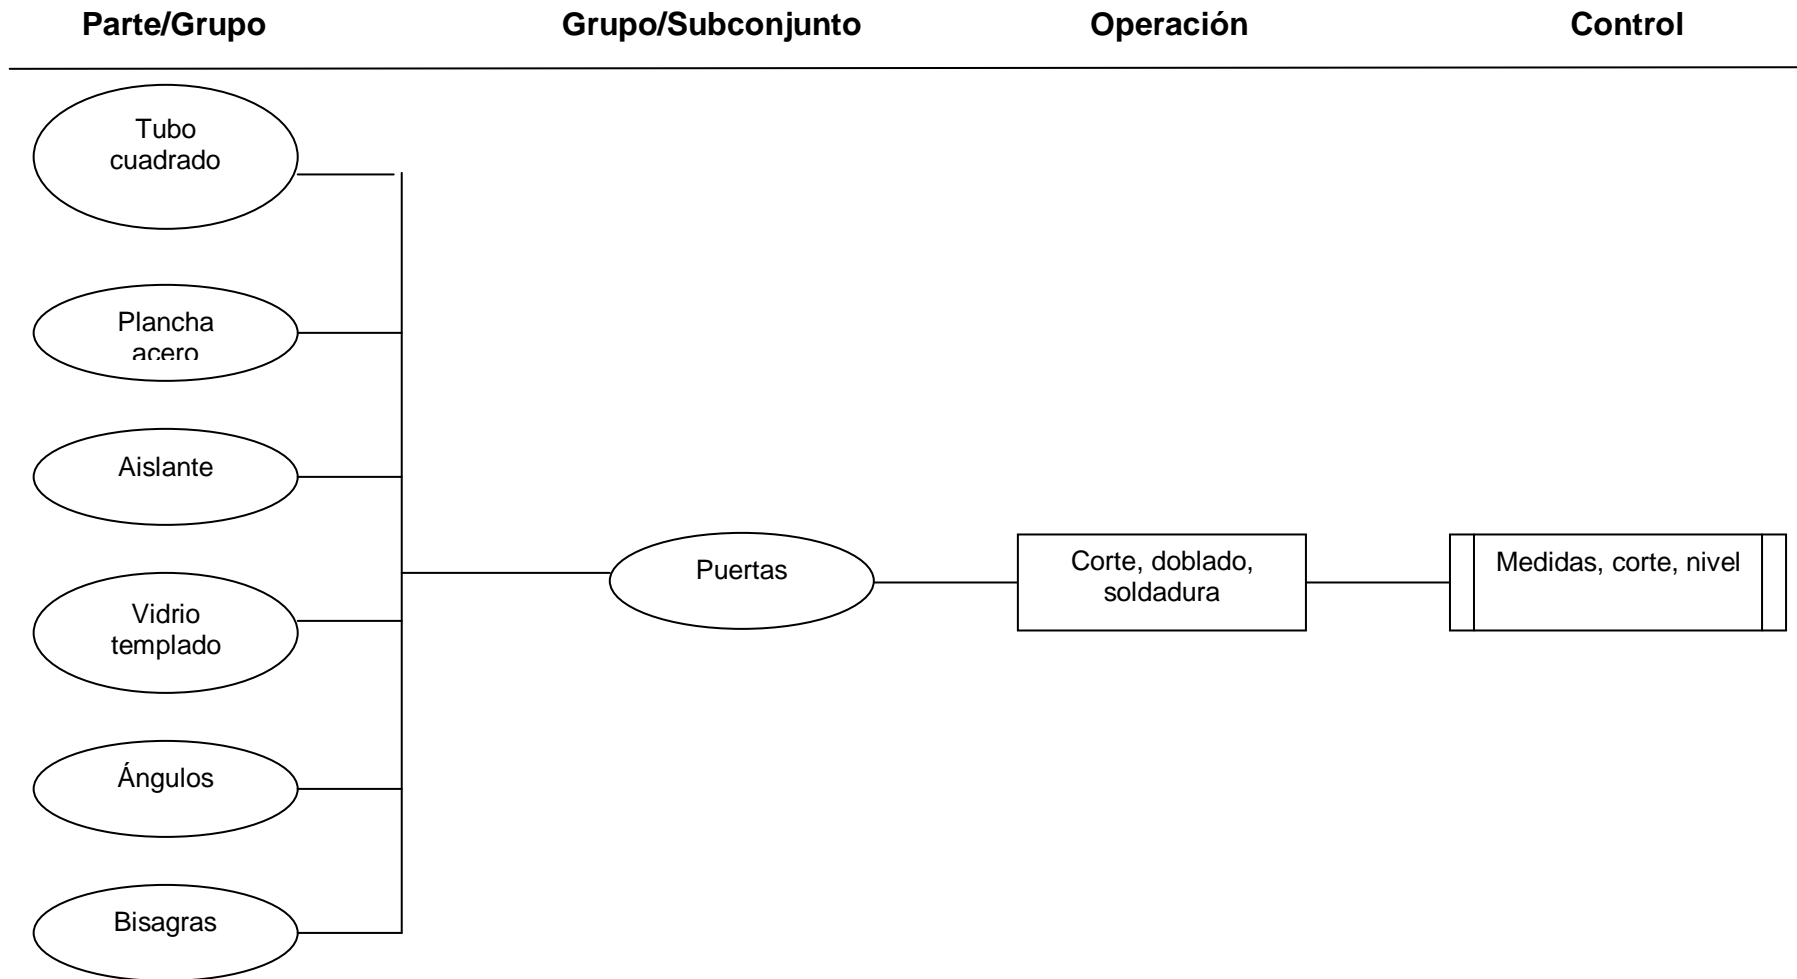 Parte/Grupo
Grupo/Subconjunto
Operación
Control
Tubo
cuadrado
Plancha
acero
Aislante
Vidrio
templado
Ángulos
Bisagras
Puertas
Corte, doblado,
soldadura
Medidas, corte, nivel